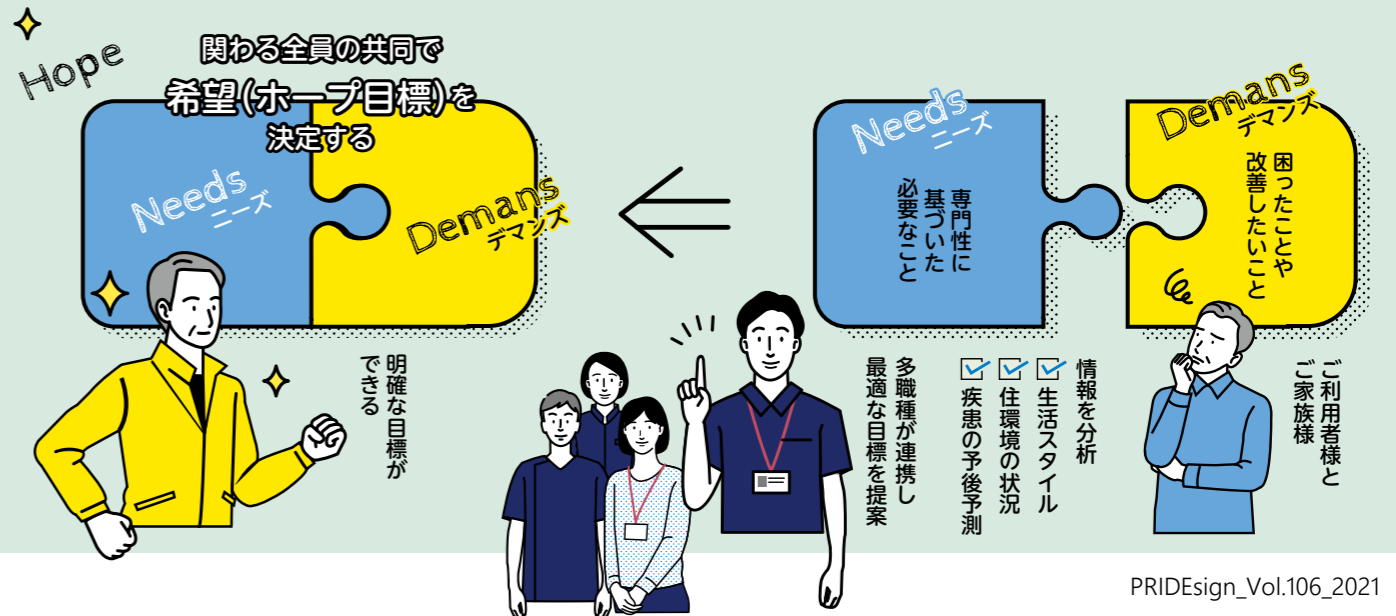 Demans
デマンズ
困ったことや
改善したいこと
ご利用者様と
ご家族様
Needs
ニーズ
専門性に
基づいた
必要なこと
情報を分析
生活スタイル
住環境の状況
疾患の予後予測
多職種が連携し
最適な目標を提案
Hope
関わる全員の共同で
希望(ホープ目標)を
決定する
Needs
ニーズ
Demans
デマンズ
明確な目標が
できる
PRIDEsign_Vol.106_2021